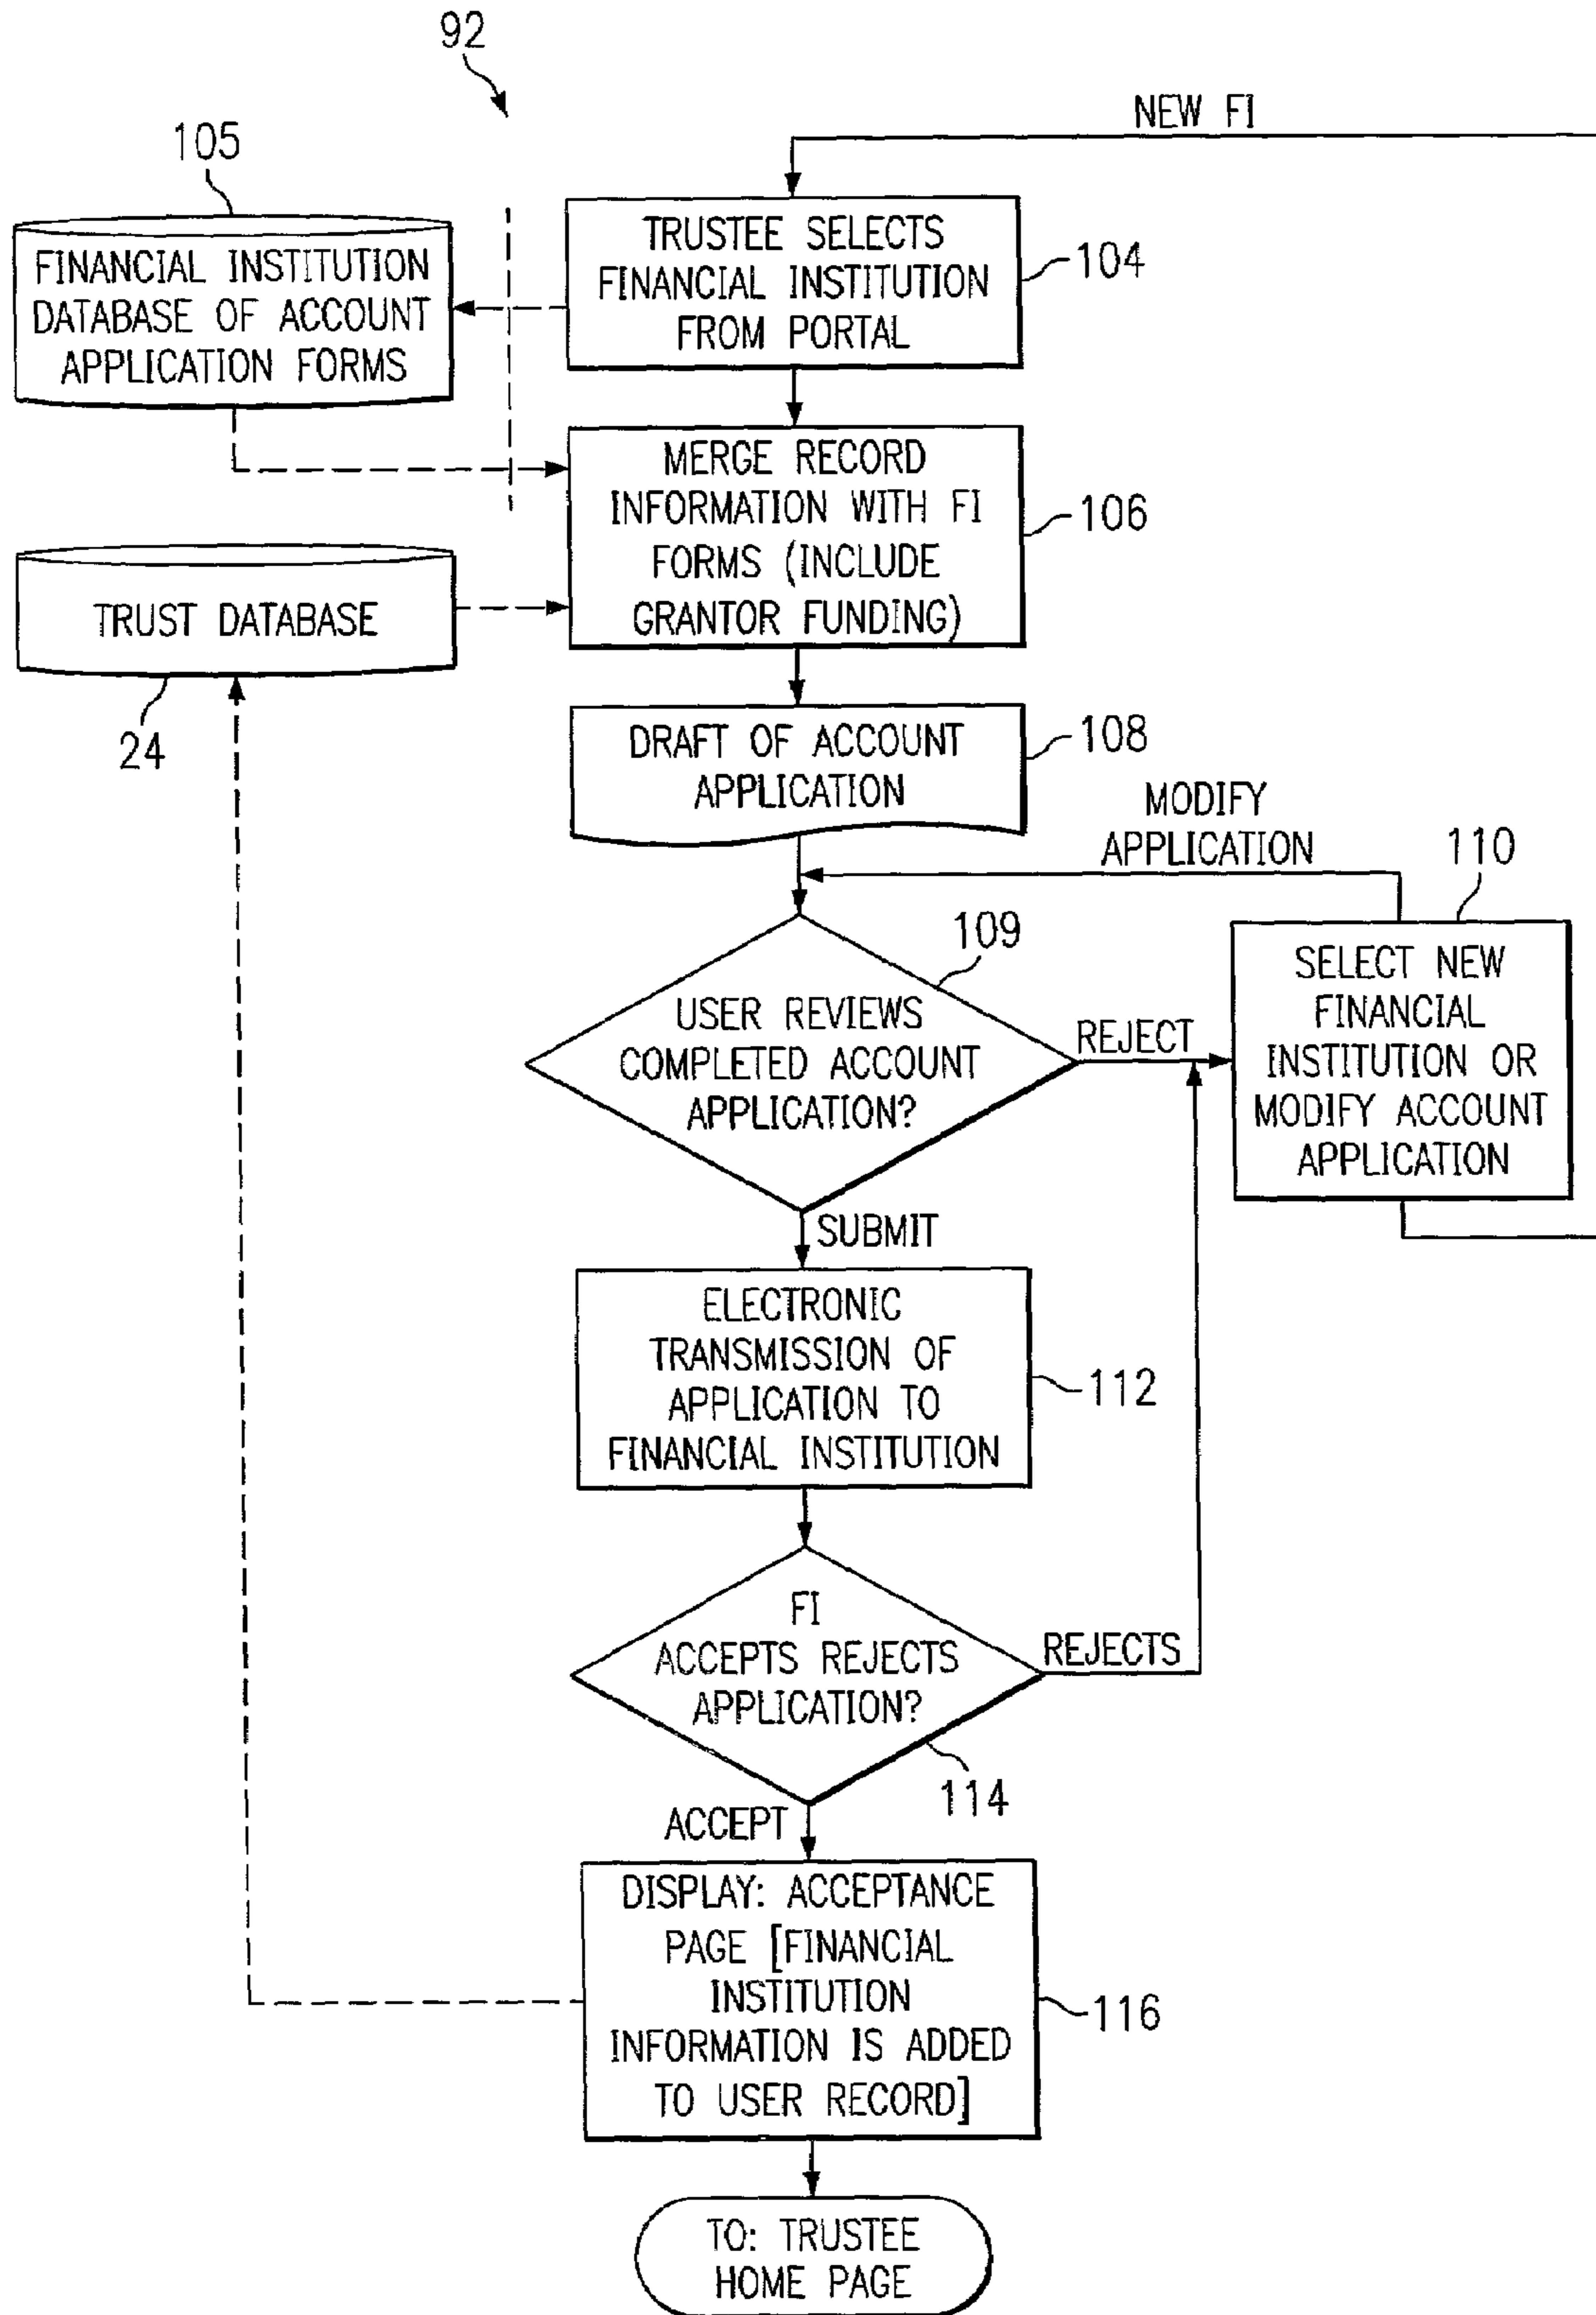 92
NEW FI
105
FINANCIAL INSTITUTION
DATABASE OF ACCOUNT
APPLICATION FORMS
TRUSTEE SELECTS
FINANCIAL INSTITUTION
FROM PORTAL
104
MERGE RECORD
INFORMATION WITH FI
FORMS (INCLUDE
GRANTOR FUNDING)
106
TRUST DATABASE
24
DRAFT OF ACCOUNT
APPLICATION
108
MODIFY
APPLICATION
110
109
USER REVIEWS
COMPLETED ACCOUNT
APPLICATION?
REJECT
SELECT NEW
FINANCIAL
INSTITUTION OR
MODIFY ACCOUNT
APPLICATION
SUBMIT
ELECTRONIC
TRANSMISSION OF
APPLICATION TO
FINANCIAL INSTITUTION
112
FI
ACCEPTS REJECTS
APPLICATION?
REJECTS
114
ACCEPT
DISPLAY: ACCEPTANCE
PAGE [FINANCIAL
INSTITUTION
INFORMATION IS ADDED
TO USER RECORD]
116
TO: TRUSTEE
HOME PAGE